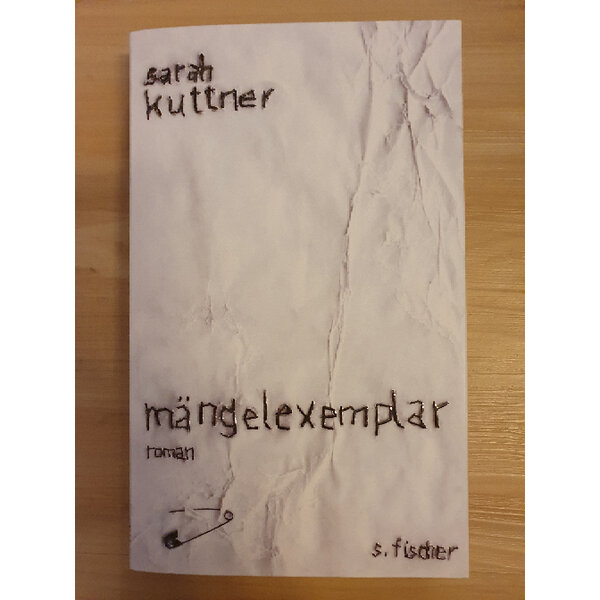 sarah
kuttner
mängelexemplar
roman
s. fischer